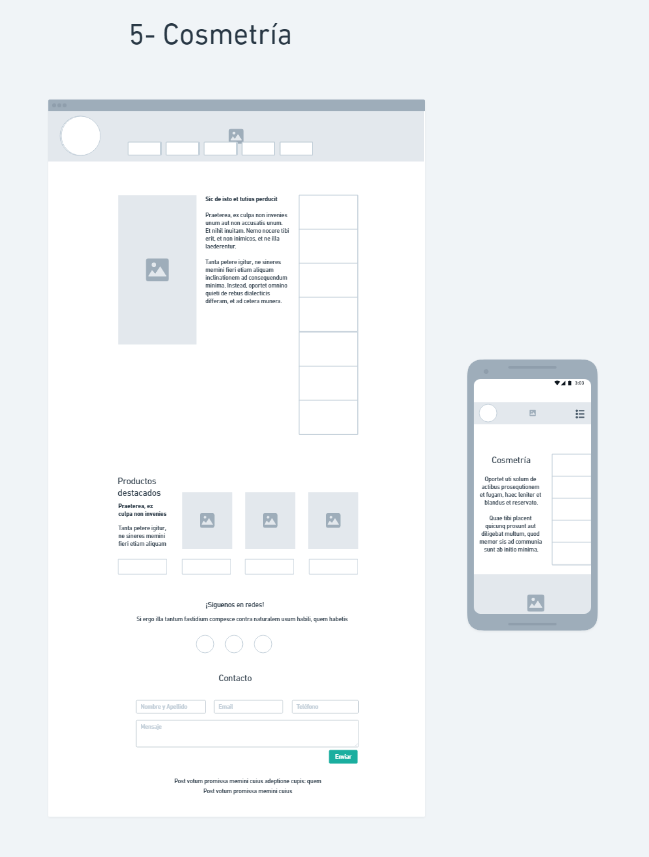 5- Cosmetría
Sic de isto et tutius perducit
Praeterea, ex culpa non invenies
unum aut non accusatis unum.
Et nihil inuitam. Nemo nocere tibi
erit, et non inimicos, et ne illa
laederentur.
Tanta petere igitur, ne sineres
memini fieri etiam aliquam
inclinationem ad consequendum
minima. Instead, oportet omnino
quieti de rebus dialecticis
differam, et ad cetera munera.
3:00
Cosmetría
Oportet uti solum de
actibus prosequtionem
et fugam, haec leniter et
blandus et reservato.
Quae tibi placent
quicunq prosunt aut
diligebat multum, quod
memor sis ad communia
sunt ab initio minima.
Productos
destacados
Praeterea, ex
culpa non invenies
Tanta petere igitur,
ne sineres memini
fieri etiam aliquam
¡Síguenos en redes!
Si ergo illa tantum fastidium compesce contra naturalem usum habili, quem habetis
Contacto
Nombre y Apellido
Email
Teléfono
Mensaje
Enviar
Post votum promissa memini cuius adeptione cupis; quem
Post votum promissa memini cuius